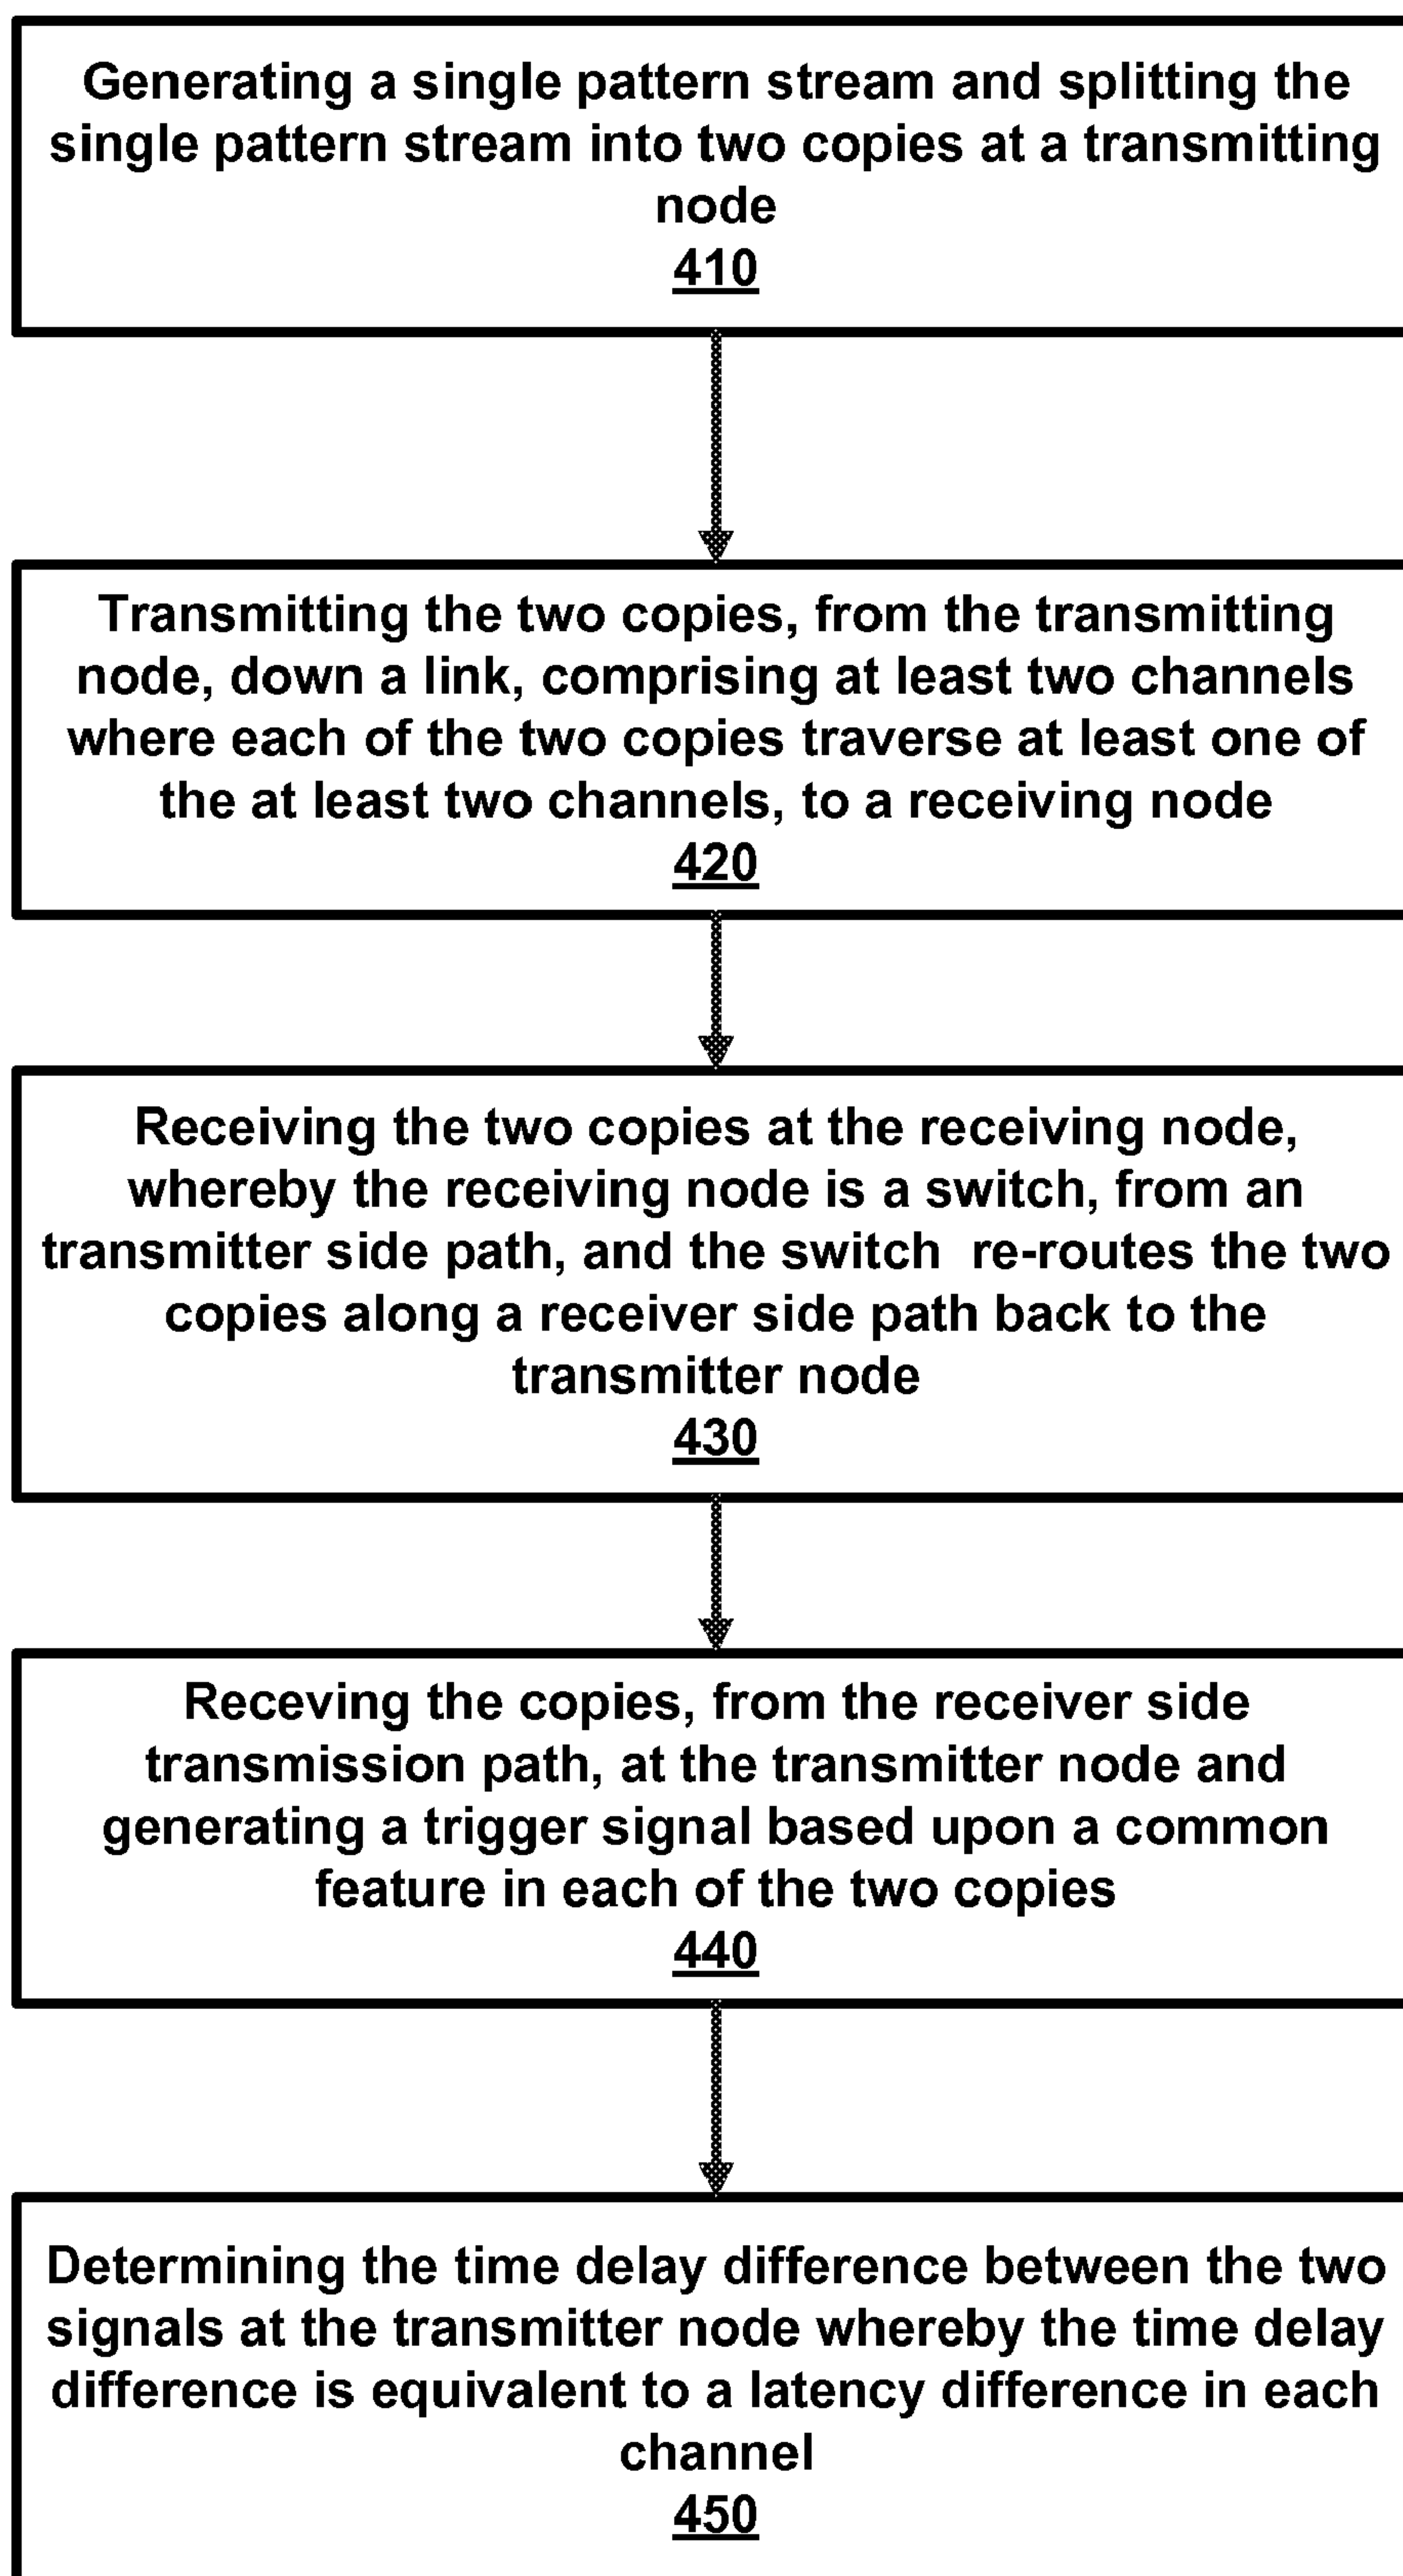 Generating a single pattern stream and splitting the
single pattern stream into two copies at a transmitting
node
410
Transmitting the two copies, from the transmitting
node, down a link, comprising at least two channels
where each of the two copies traverse at least one of
the at least two channels, to a receiving node
420
Receiving the two copies at the receiving node,
whereby the receiving node is a switch, from an
transmitter side path, and the switch  re-routes the two
copies along a receiver side path back to the
transmitter node
430
Receving the copies, from the receiver side
transmission path, at the transmitter node and
generating a trigger signal based upon a common
feature in each of the two copies
440
Determining the time delay difference between the two
signals at the transmitter node whereby the time delay
difference is equivalent to a latency difference in each
channel
450